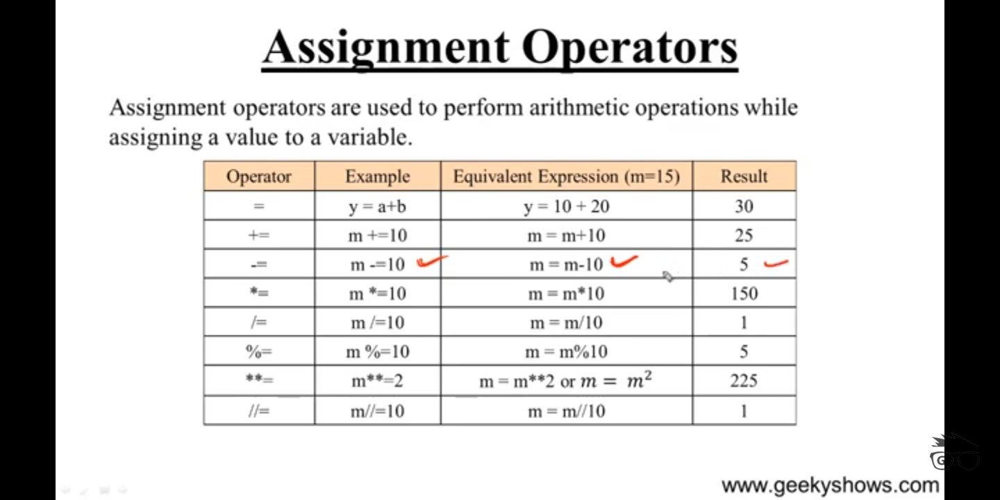 Assignment Operators
Assignment operators are used to perform arithmetic operations while
assigning a value to a variable.
Operator Example Equivalent Expression (m=15) Result
= y = a+b y = 10 + 20 30
+= m +=10 m = m+10 25
-= m -=10 m = m-10 5
*= m *=10 m = m*10 150
/= m /=10 m = m/10 1
%= m %=10 m = m%10 5
**= m**=2 m = m**2 or m = m² 225
//= m//=10 m = m//10 1
G
www.geekyshows.com